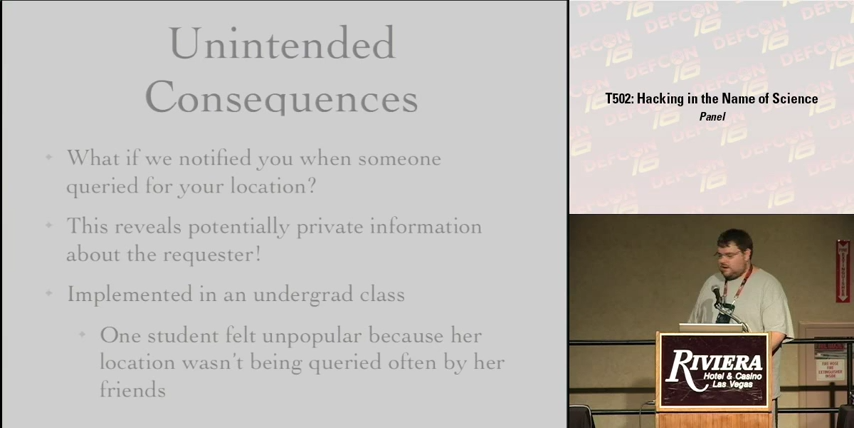 Unintended
Consequences
What if we notified you when someone
queried for your location?
This reveals potentially private information
about the requester!
Implemented in an undergrad class
One student felt unpopular because her
location wasn't being queried often by her
friends
DEFCON
16
T502: Hacking in the Name of Science
Panel
RIVIERA
Hotel & Casino
Las Vegas